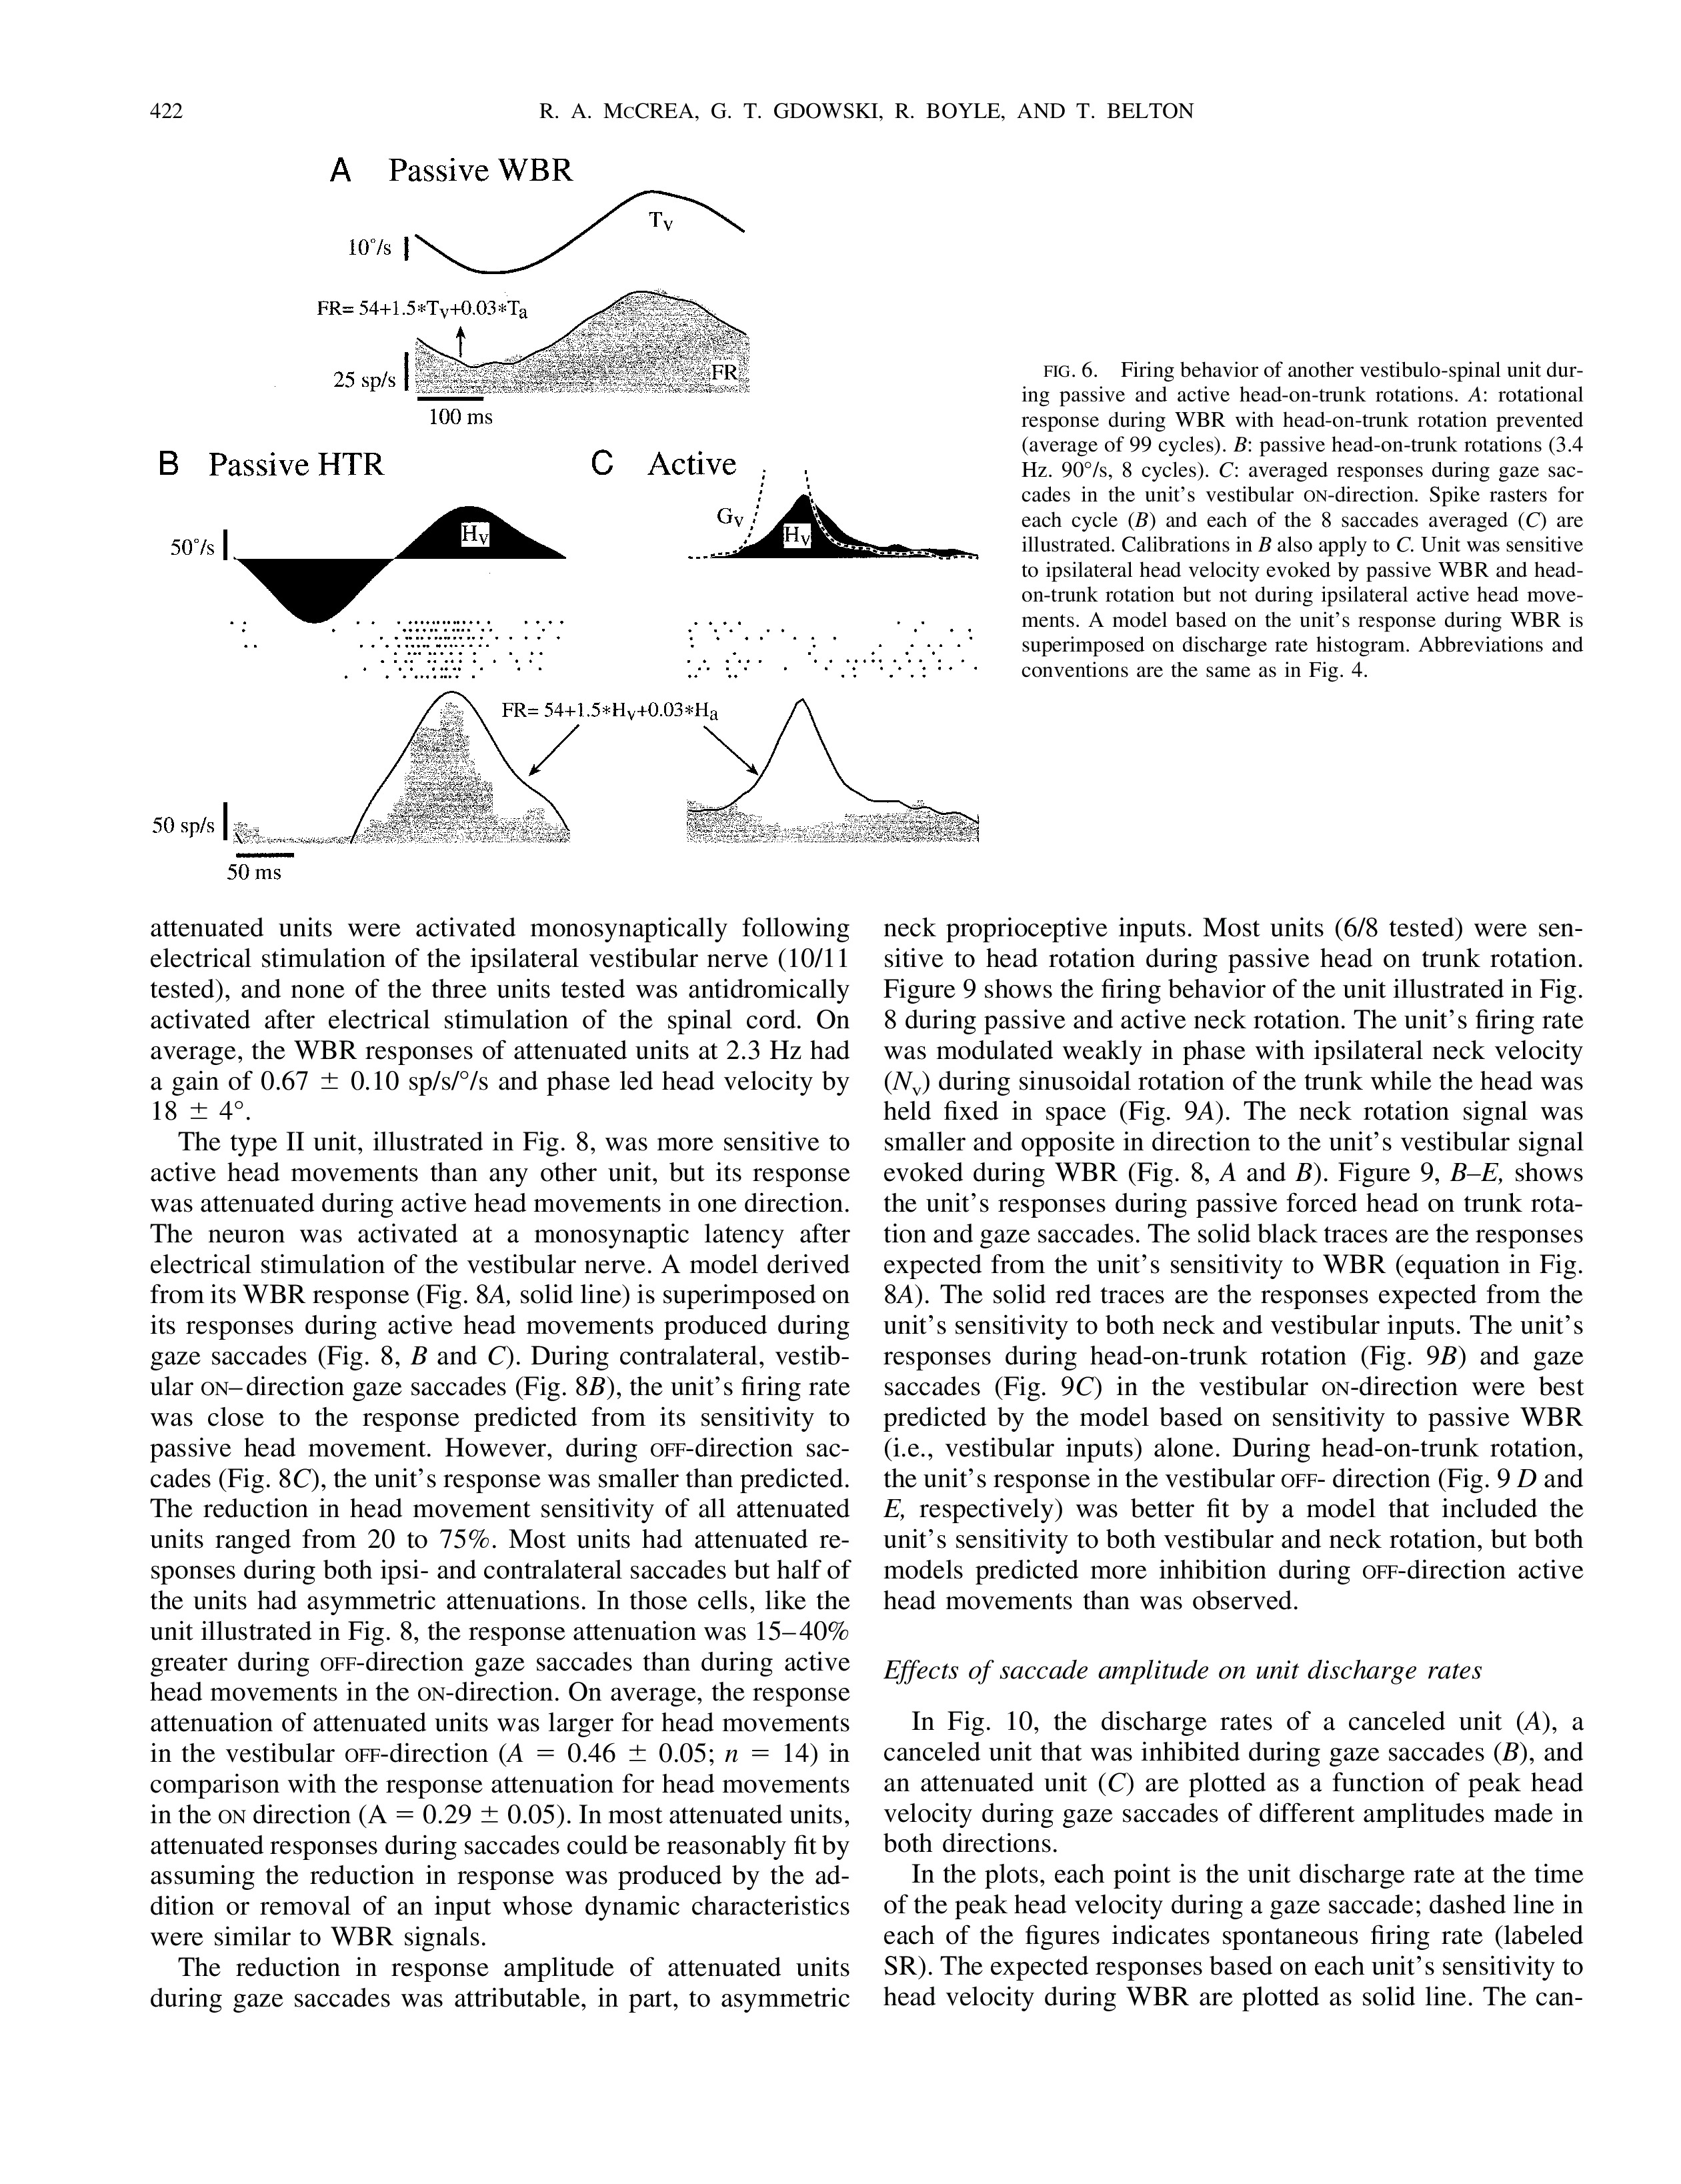 422
R. A. McCREA, G. T. GDOWSKI, R. BOYLE, AND T. BELTON
A Passive WBR
Tv
10°/s
FR= 54+1.5*Tv+0.03*Ta
25 sp/s
FR
100 ms
B Passive HTR
C Active
Gv
Hv
Hv
50°/s
FR= 54+1.5*Hv+0.03*Ha
50 sp/s
50 ms
FIG. 6. Firing behavior of another vestibulo-spinal unit dur-
ing passive and active head-on-trunk rotations. A: rotational
response during WBR with head-on-trunk rotation prevented
(average of 99 cycles). B: passive head-on-trunk rotations (3.4
Hz. 90°/s, 8 cycles). C: averaged responses during gaze sac-
cades in the unit's vestibular ON-direction. Spike rasters for
each cycle (B) and each of the 8 saccades averaged (C) are
illustrated. Calibrations in B also apply to C. Unit was sensitive
to ipsilateral head velocity evoked by passive WBR and head-
on-trunk rotation but not during ipsilateral active head move-
ments. A model based on the unit's response during WBR is
superimposed on discharge rate histogram. Abbreviations and
conventions are the same as in Fig. 4.
attenuated units were activated monosynaptically following
electrical stimulation of the ipsilateral vestibular nerve (10/11
tested), and none of the three units tested was antidromically
activated after electrical stimulation of the spinal cord. On
average, the WBR responses of attenuated units at 2.3 Hz had
a gain of 0.67 ± 0.10 sp/s/°/s and phase led head velocity by
18 ± 4°.
The type II unit, illustrated in Fig. 8, was more sensitive to
active head movements than any other unit, but its response
was attenuated during active head movements in one direction.
The neuron was activated at a monosynaptic latency after
electrical stimulation of the vestibular nerve. A model derived
from its WBR response (Fig. 8A, solid line) is superimposed on
its responses during active head movements produced during
gaze saccades (Fig. 8, B and C). During contralateral, vestib-
ular ON–direction gaze saccades (Fig. 8B), the unit's firing rate
was close to the response predicted from its sensitivity to
passive head movement. However, during OFF-direction sac-
cades (Fig. 8C), the unit's response was smaller than predicted.
The reduction in head movement sensitivity of all attenuated
units ranged from 20 to 75%. Most units had attenuated re-
sponses during both ipsi- and contralateral saccades but half of
the units had asymmetric attenuations. In those cells, like the
unit illustrated in Fig. 8, the response attenuation was 15–40%
greater during OFF-direction gaze saccades than during active
head movements in the ON-direction. On average, the response
attenuation of attenuated units was larger for head movements
in the vestibular OFF-direction (A = 0.46 ± 0.05; n = 14) in
comparison with the response attenuation for head movements
in the ON direction (A = 0.29 ± 0.05). In most attenuated units,
attenuated responses during saccades could be reasonably fit by
assuming the reduction in response was produced by the ad-
dition or removal of an input whose dynamic characteristics
were similar to WBR signals.
The reduction in response amplitude of attenuated units
during gaze saccades was attributable, in part, to asymmetric
neck proprioceptive inputs. Most units (6/8 tested) were sen-
sitive to head rotation during passive head on trunk rotation.
Figure 9 shows the firing behavior of the unit illustrated in Fig.
8 during passive and active neck rotation. The unit's firing rate
was modulated weakly in phase with ipsilateral neck velocity
(Nv) during sinusoidal rotation of the trunk while the head was
held fixed in space (Fig. 9A). The neck rotation signal was
smaller and opposite in direction to the unit's vestibular signal
evoked during WBR (Fig. 8, A and B). Figure 9, B–E, shows
the unit's responses during passive forced head on trunk rota-
tion and gaze saccades. The solid black traces are the responses
expected from the unit's sensitivity to WBR (equation in Fig.
8A). The solid red traces are the responses expected from the
unit's sensitivity to both neck and vestibular inputs. The unit's
responses during head-on-trunk rotation (Fig. 9B) and gaze
saccades (Fig. 9C) in the vestibular ON-direction were best
predicted by the model based on sensitivity to passive WBR
(i.e., vestibular inputs) alone. During head-on-trunk rotation,
the unit's response in the vestibular OFF- direction (Fig. 9 D and
E, respectively) was better fit by a model that included the
unit's sensitivity to both vestibular and neck rotation, but both
models predicted more inhibition during OFF-direction active
head movements than was observed.
Effects of saccade amplitude on unit discharge rates
In Fig. 10, the discharge rates of a canceled unit (A), a
canceled unit that was inhibited during gaze saccades (B), and
an attenuated unit (C) are plotted as a function of peak head
velocity during gaze saccades of different amplitudes made in
both directions.
In the plots, each point is the unit discharge rate at the time
of the peak head velocity during a gaze saccade; dashed line in
each of the figures indicates spontaneous firing rate (labeled
SR). The expected responses based on each unit's sensitivity to
head velocity during WBR are plotted as solid line. The can-